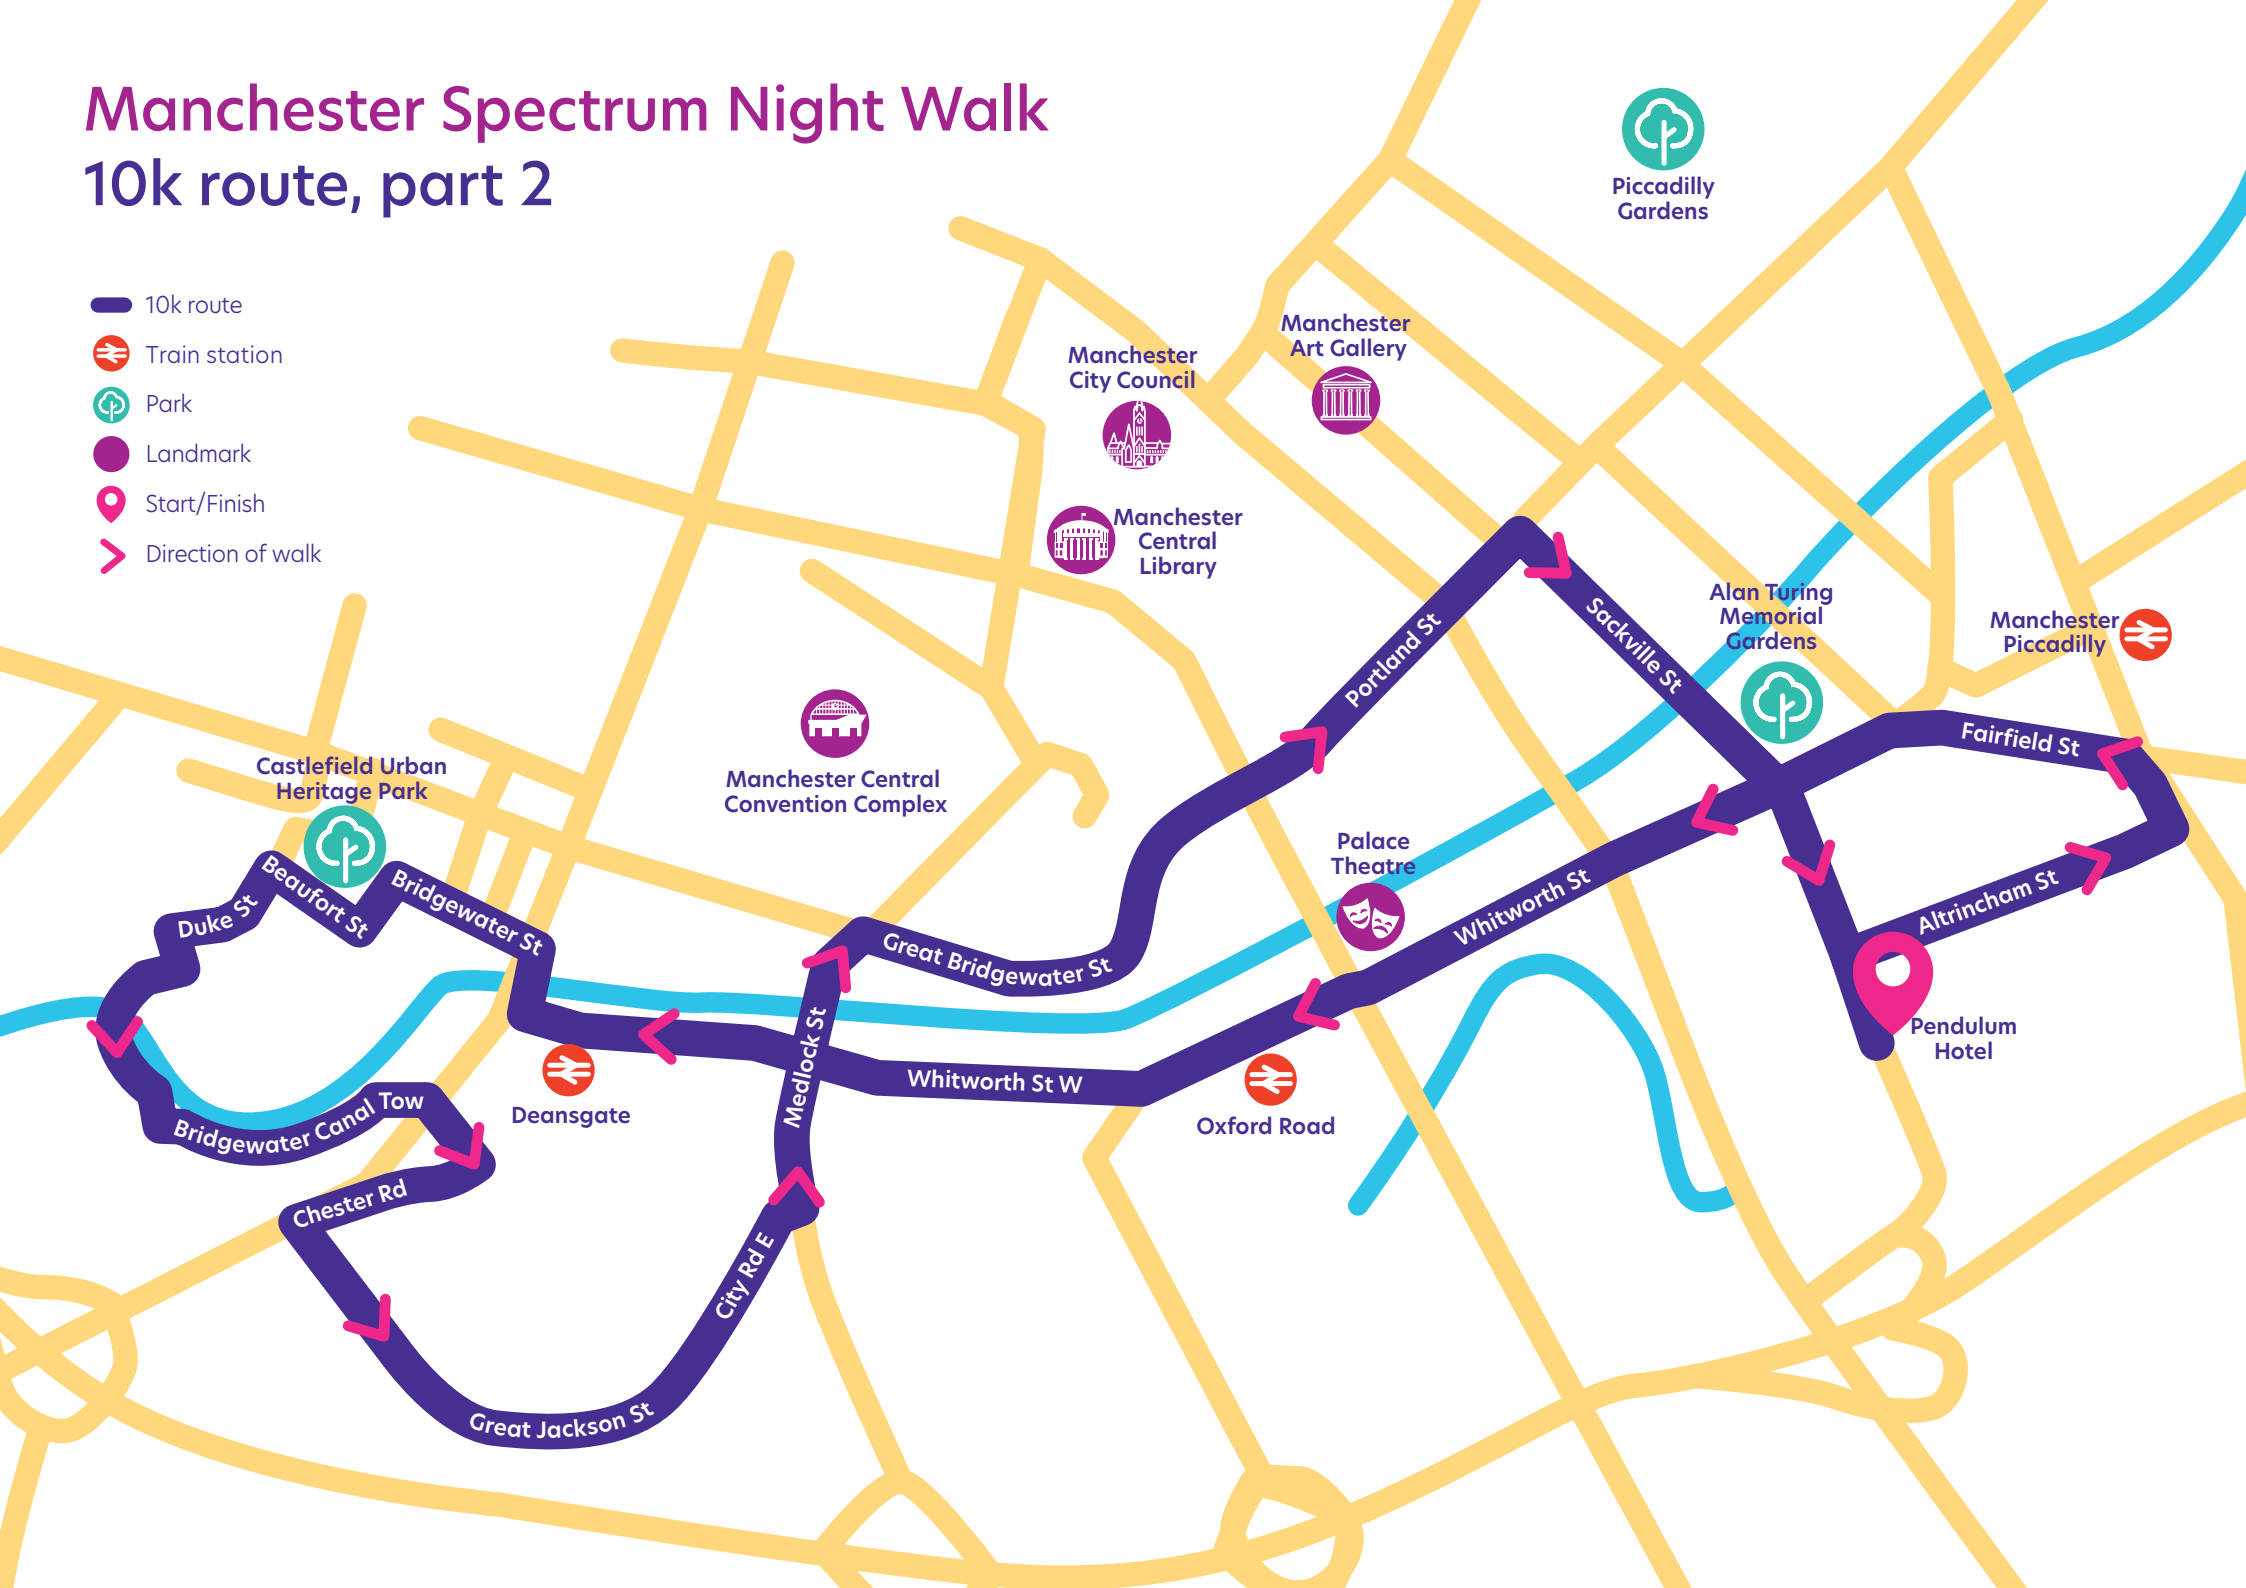 Manchester Spectrum Night Walk
10k route, part 2
10k route
Train station
Park
Landmark
Start/Finish
Direction of walk
Piccadilly
Gardens
Manchester
Art Gallery
Manchester
City Council
Manchester
Central
Library
Alan Turing
Memorial
Gardens
Manchester
Piccadilly
Portland St
Sackville St
Fairfield St
Manchester Central
Convention Complex
Castlefield Urban
Heritage Park
Palace
Theatre
Beaufort St
Bridgewater St
Duke St
Great Bridgewater St
Whitworth St
Altrincham St
Pendulum
Hotel
Medlock St
Whitworth St W
Deansgate
Oxford Road
Bridgewater Canal Tow
Chester Rd
City Rd E
Great Jackson St